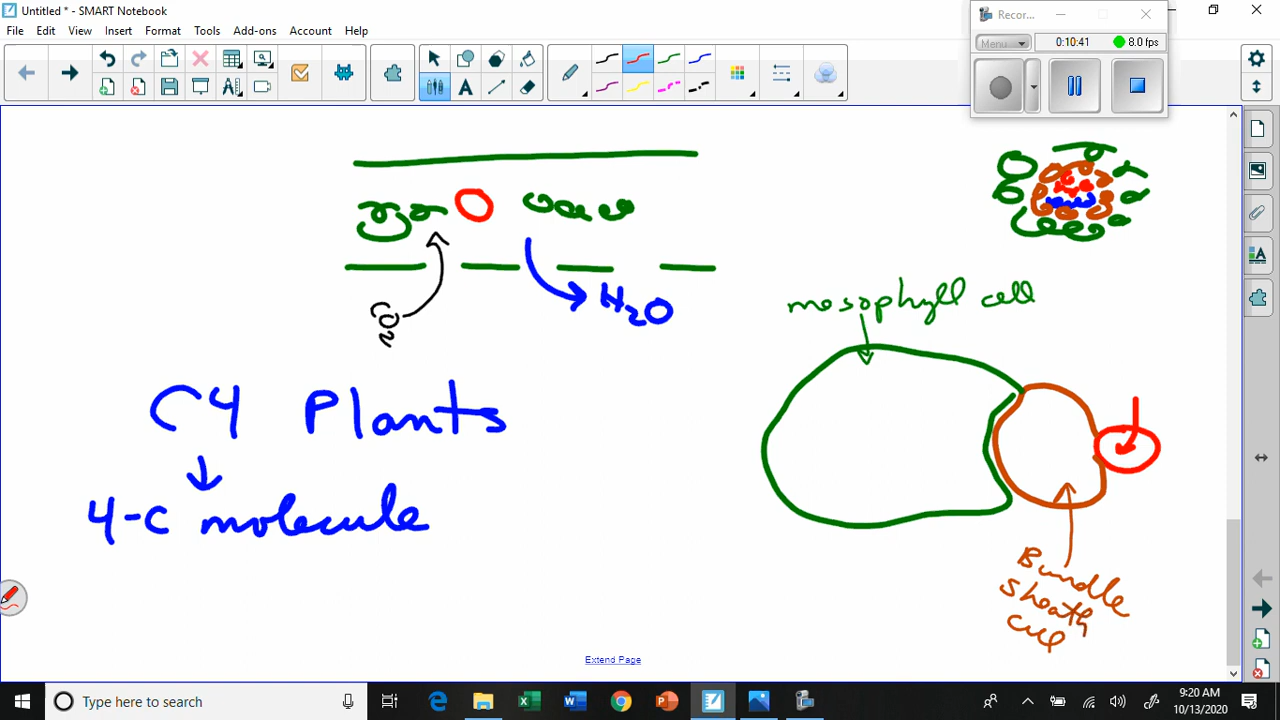 Untitled * - SMART Notebook
Recor...
File Edit View Insert Format Tools Add-ons Account Help
Menu
0:10:41
8.0 fps
CO2
H2O
mesophyll cell
C4 Plants
4-C molecule
Bundle
Sheath
cell
Extend Page
Type here to search
9:20 AM
10/13/2020